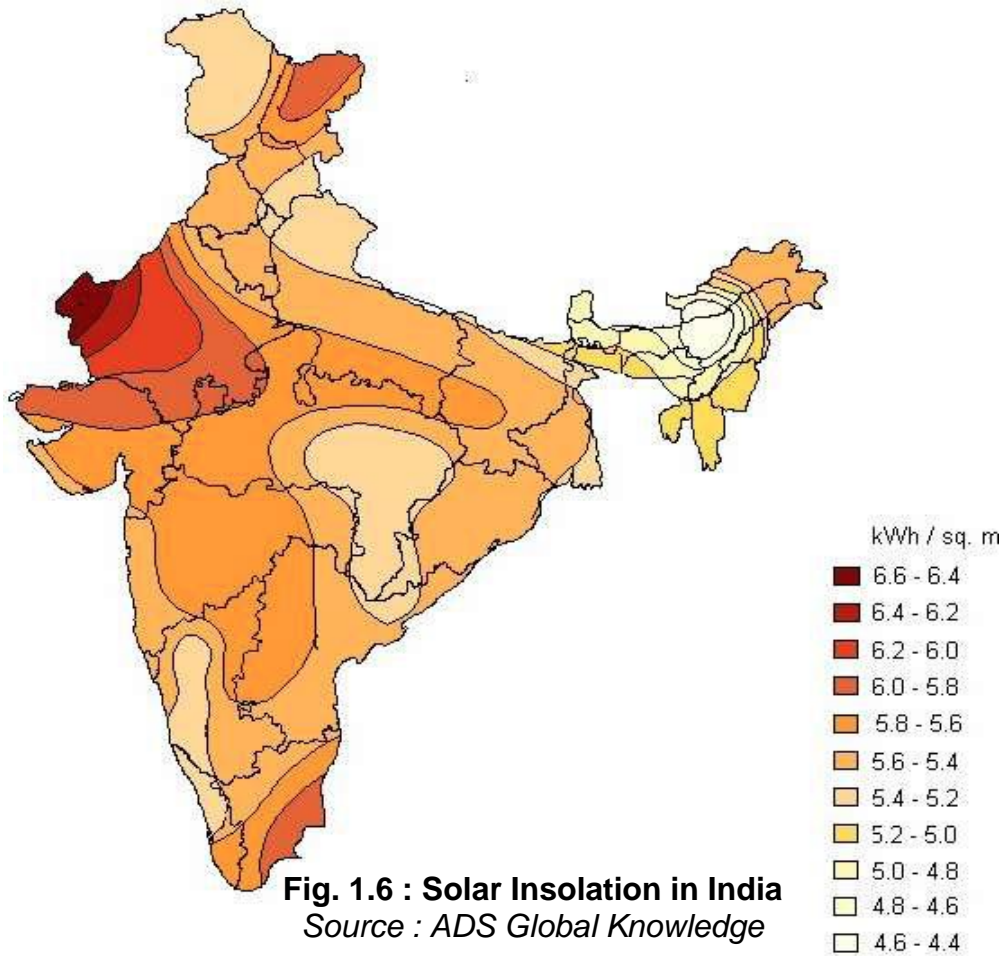 kWh / sq. m
6.6 - 6.4
6.4 - 6.2
6.2 - 6.0
6.0 - 5.8
5.8 - 5.6
5.6 - 5.4
5.4 - 5.2
5.2 - 5.0
5.0 - 4.8
4.8 - 4.6
4.6 - 4.4
Fig. 1.6 : Solar Insolation in India
Source : ADS Global Knowledge